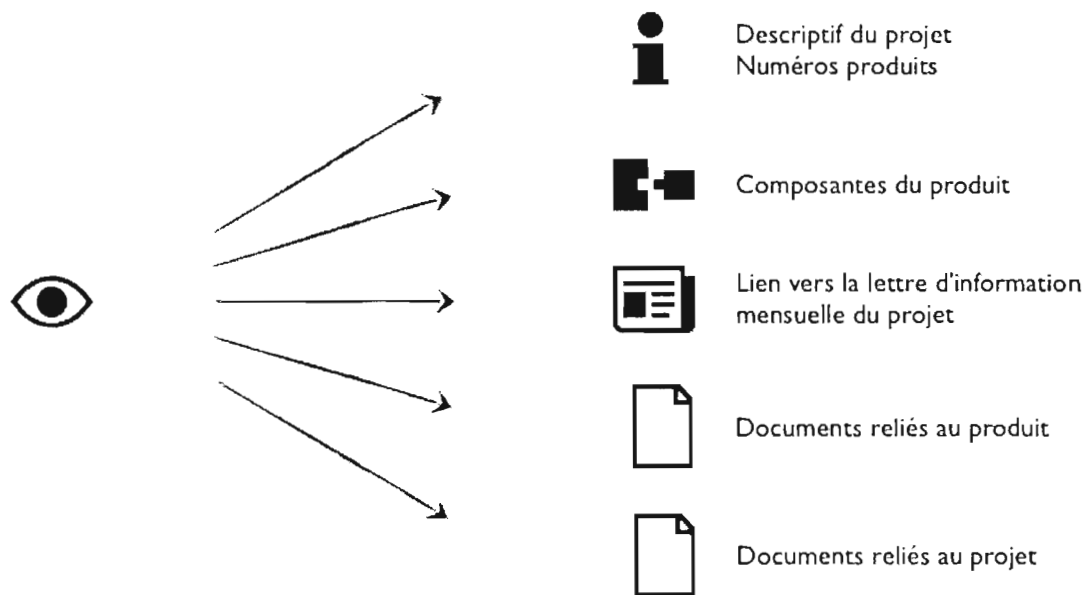 Descriptif du projet
Numéros produits
Composantes du produit
Lien vers la lettre d'information
mensuelle du projet
Documents reliés au produit
Documents reliés au projet